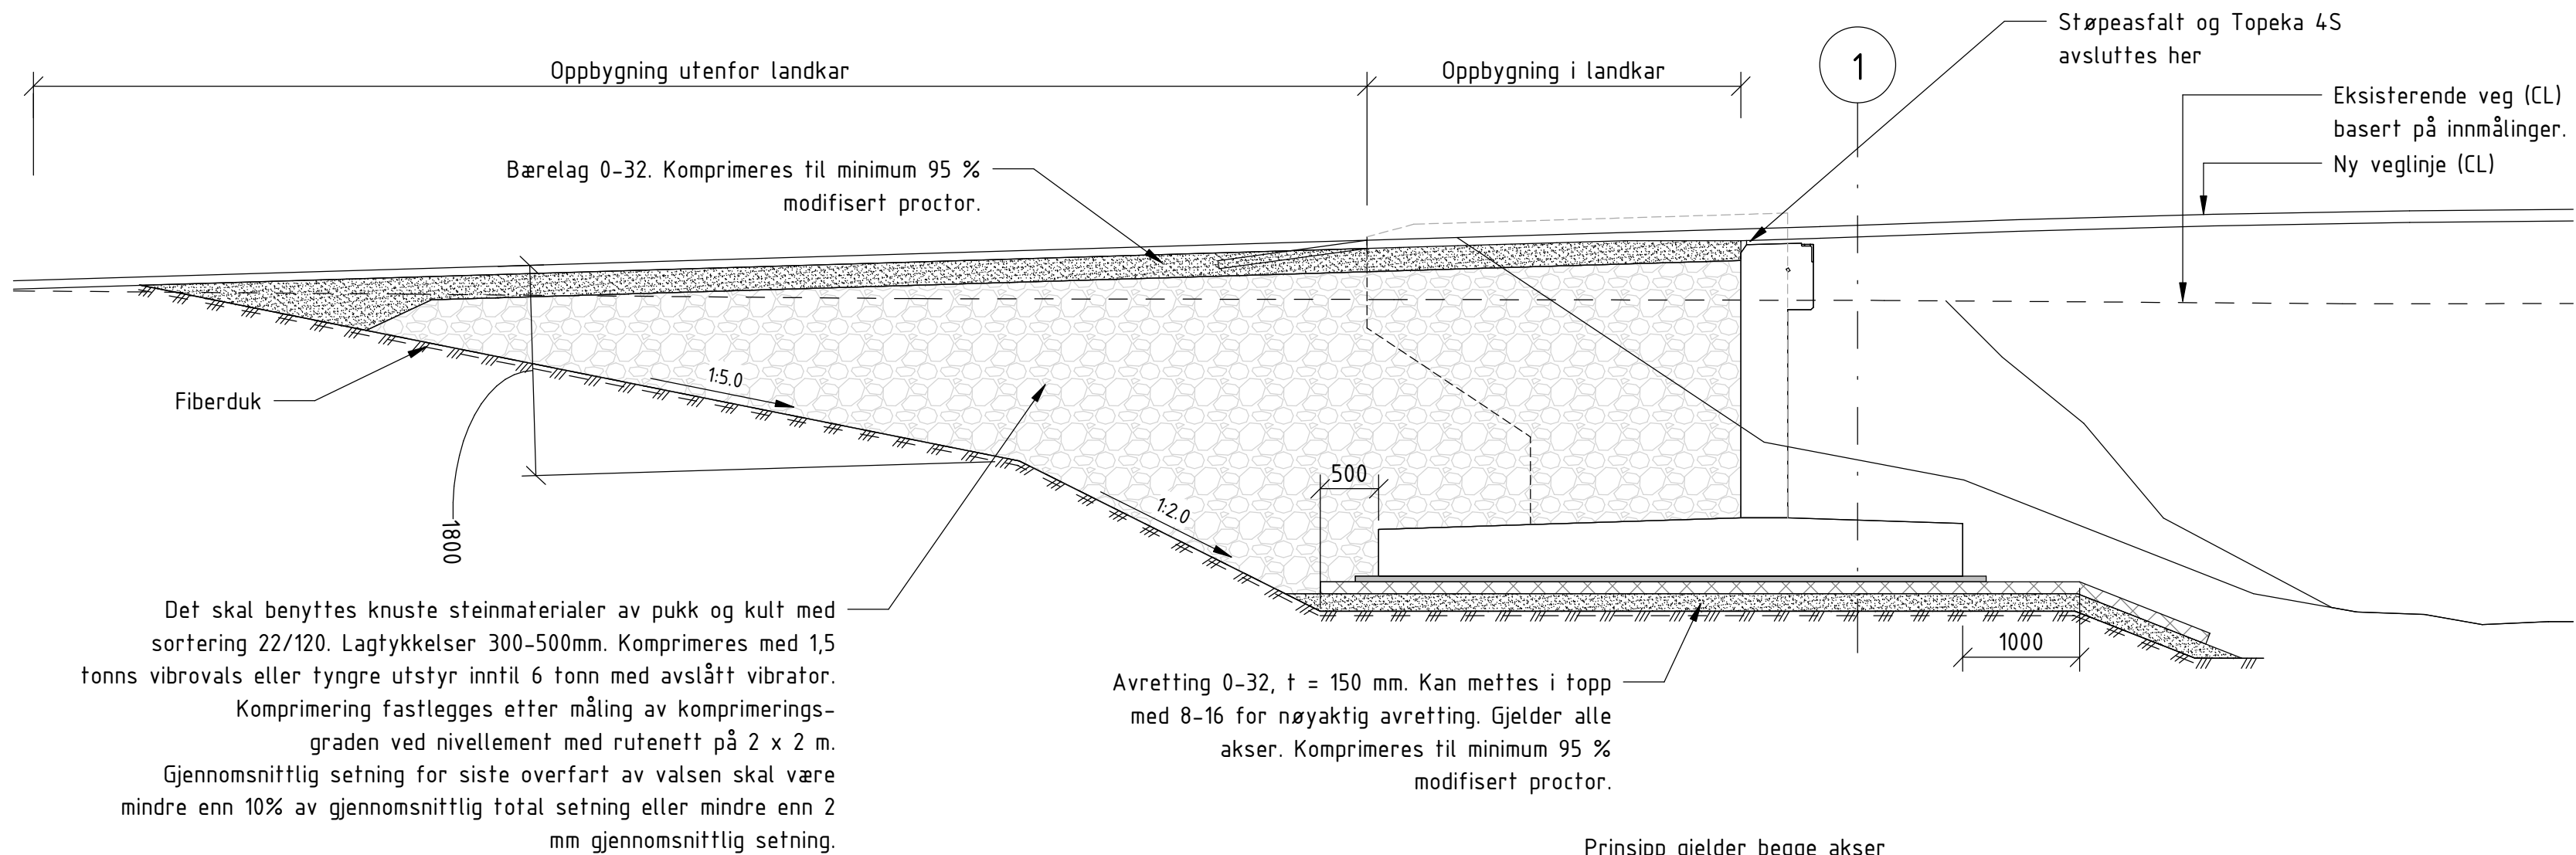 Oppbygning utenfor landkar
Oppbygning i landkar
1
Støpeasfalt og Topeka 4S
avsluttes her
Eksisterende veg (CL)
basert på innmålinger.
Ny veglinje (CL)
Bærelag 0-32. Komprimeres til minimum 95 %
modifisert proctor.
Fiberduk
1:5.0
1800
1:2.0
500
1000
Det skal benyttes knuste steinmaterialer av pukk og kult med
sortering 22/120. Lagtykkelser 300-500mm. Komprimeres med 1,5
tonns vibrovals eller tyngre utstyr inntil 6 tonn med avslått vibrator.
Komprimering fastlegges etter måling av komprimerings-
graden ved nivellement med rutenett på 2 x 2 m.
Gjennomsnittlig setning for siste overfart av valsen skal være
mindre enn 10% av gjennomsnittlig total setning eller mindre enn 2
mm gjennomsnittlig setning.
Avretting 0-32, t = 150 mm. Kan mettes i topp
med 8-16 for nøyaktig avretting. Gjelder alle
akser. Komprimeres til minimum 95 %
modifisert proctor.
Prinsipp gjelder begge akser